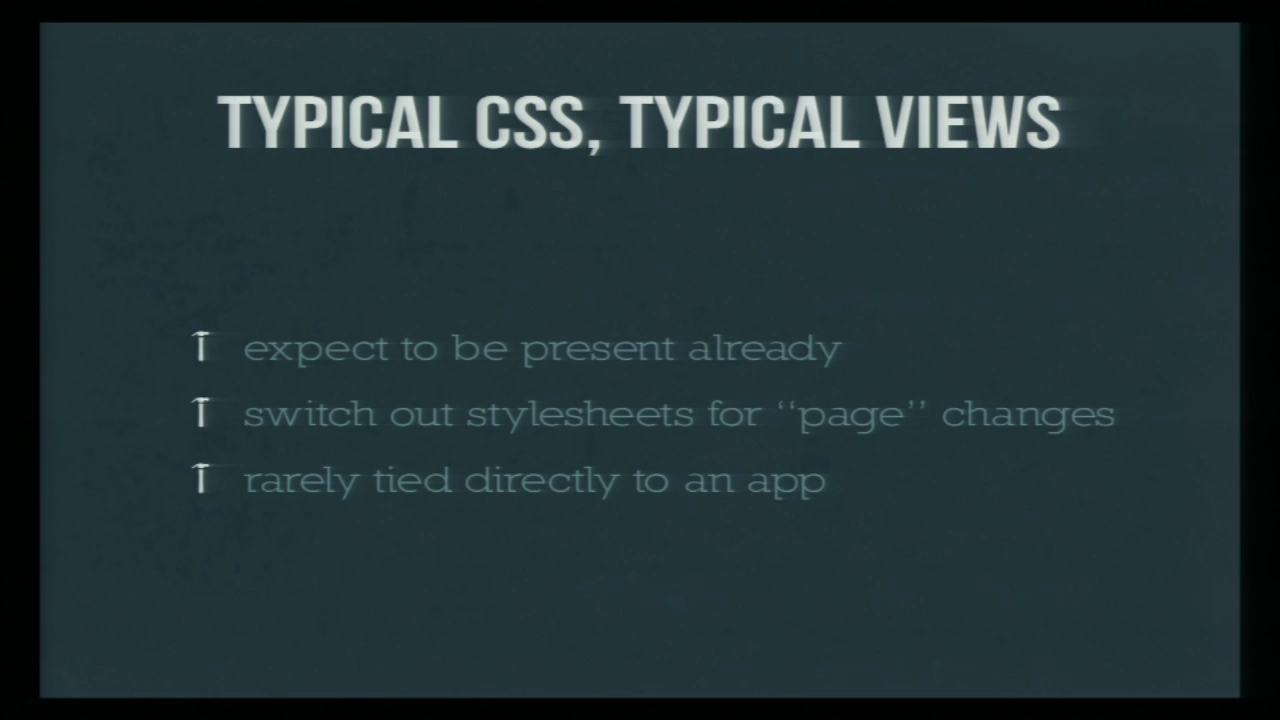 TYPICAL CSS, TYPICAL VIEWS
expect to be present already
switch out stylesheets for “page” changes
rarely tied directly to an app